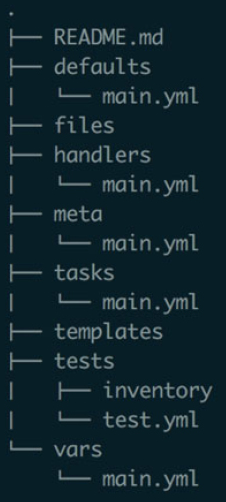 .
├── README.md
├── defaults
|   └── main.yml
├── files
├── handlers
|   └── main.yml
├── meta
|   └── main.yml
├── tasks
|   └── main.yml
├── templates
├── tests
|   ├── inventory
|   └── test.yml
└── vars
    └── main.yml